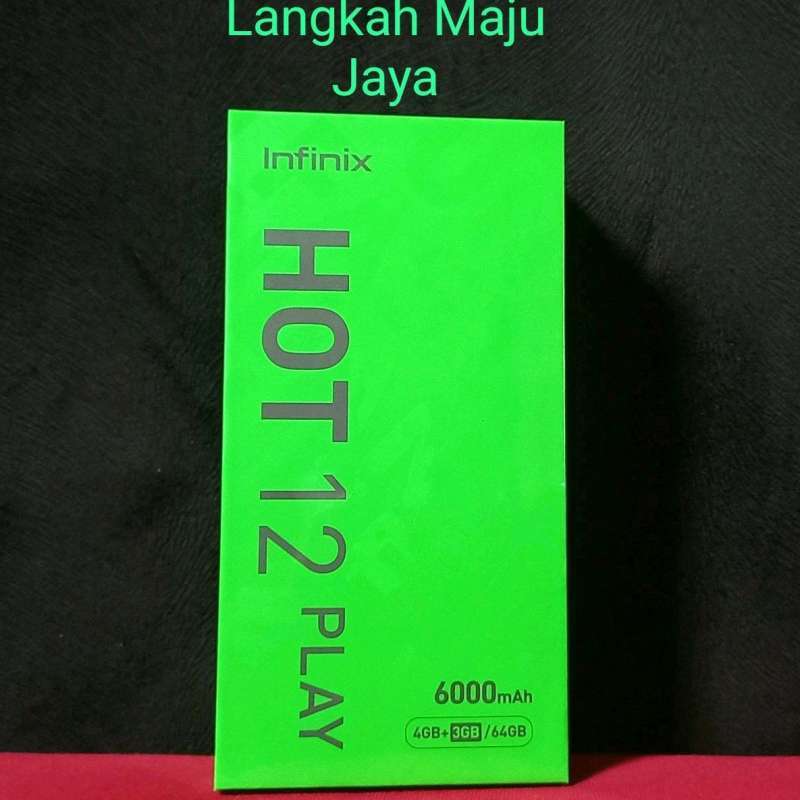 Langkah Maju
Jaya
Infinix
HOT 12 PLAY
6000mAh
4GB+3GB/64GB